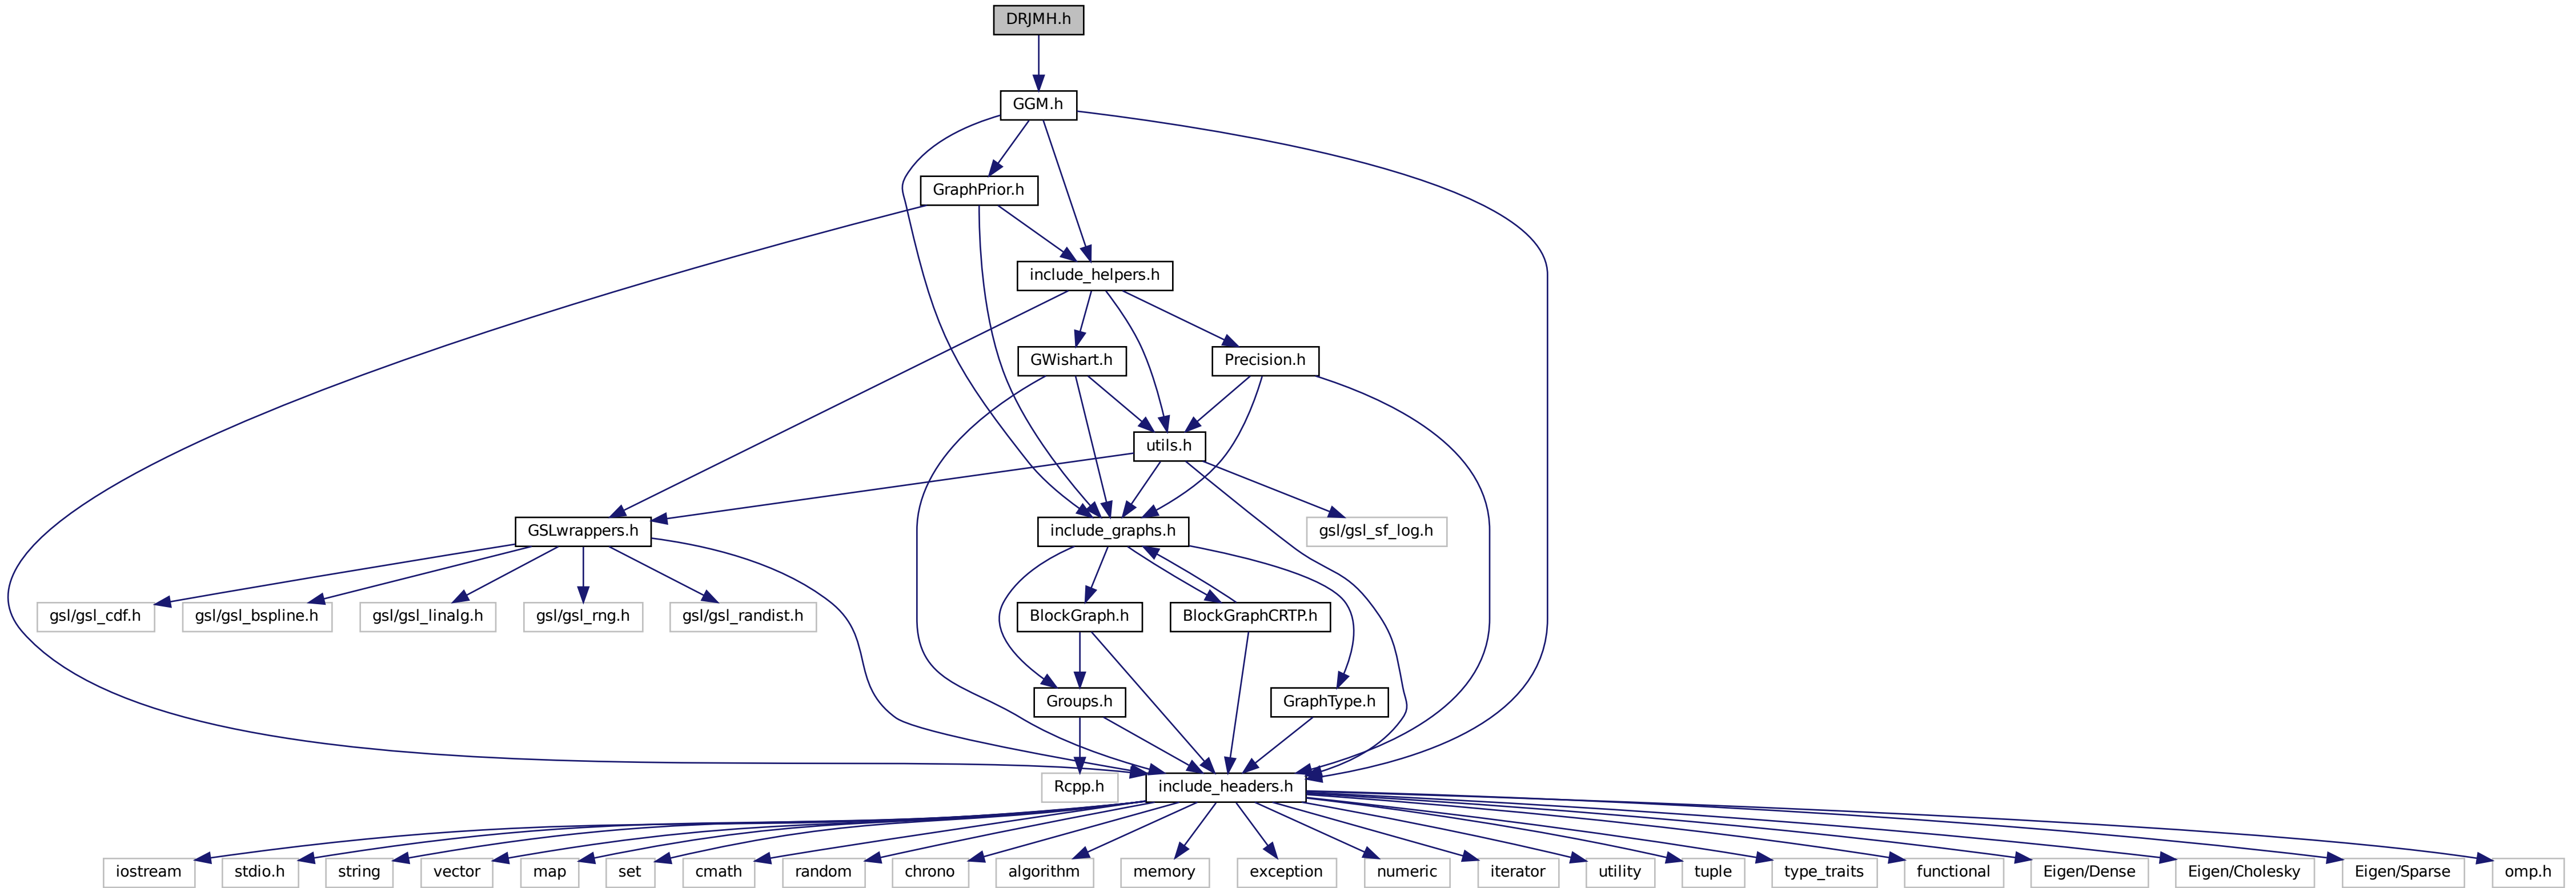 DRJMH.h
GGM.h
GraphPrior.h
include_helpers.h
GWishart.h
Precision.h
utils.h
GSLwrappers.h
include_graphs.h
gsl/gsl_sf_log.h
gsl/gsl_cdf.h
gsl/gsl_bspline.h
gsl/gsl_linalg.h
gsl/gsl_rng.h
gsl/gsl_randist.h
BlockGraph.h
BlockGraphCRTP.h
Groups.h
GraphType.h
Rcpp.h
include_headers.h
iostream
stdio.h
string
vector
map
set
cmath
random
chrono
algorithm
memory
exception
numeric
iterator
utility
tuple
type_traits
functional
Eigen/Dense
Eigen/Cholesky
Eigen/Sparse
omp.h